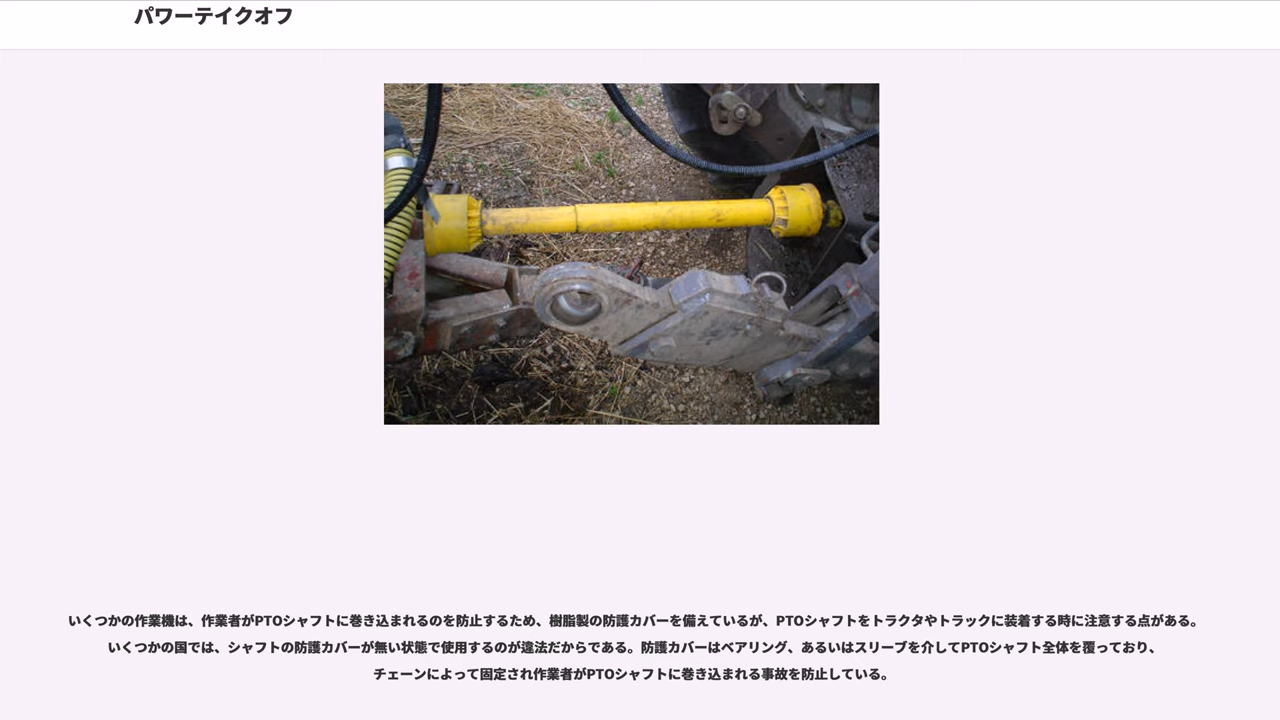 パワーテイクオフ
いくつかの作業機は、作業者がPTOシャフトに巻き込まれるのを防止するため、樹脂製の防護カバーを備えているが、PTOシャフトをトラクタやトラックに装着する時に注意する点がある。
いくつかの国では、シャフトの防護カバーが無い状態で使用するのが違法だからである。防護カバーはベアリング、あるいはスリーブを介してPTOシャフト全体を覆っており、
チェーンによって固定され作業者がPTOシャフトに巻き込まれる事故を防止している。